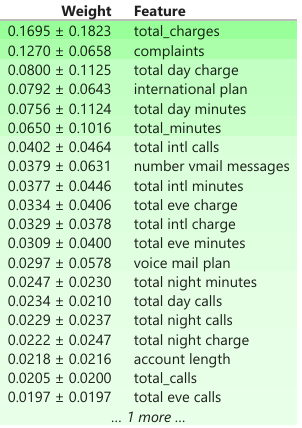 Weight Feature
0.1695 ± 0.1823 total_charges
0.1270 ± 0.0658 complaints
0.0800 ± 0.1125 total day charge
0.0792 ± 0.0643 international plan
0.0756 ± 0.1124 total day minutes
0.0650 ± 0.1016 total_minutes
0.0402 ± 0.0464 total intl calls
0.0379 ± 0.0631 number vmail messages
0.0377 ± 0.0446 total intl minutes
0.0334 ± 0.0406 total eve charge
0.0329 ± 0.0378 total intl charge
0.0309 ± 0.0400 total eve minutes
0.0297 ± 0.0578 voice mail plan
0.0247 ± 0.0230 total night minutes
0.0234 ± 0.0210 total day calls
0.0229 ± 0.0237 total night calls
0.0222 ± 0.0247 total night charge
0.0218 ± 0.0216 account length
0.0205 ± 0.0200 total_calls
0.0197 ± 0.0197 total eve calls
... 1 more ...